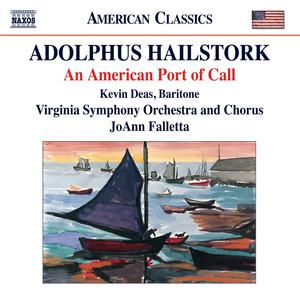 NAXOS
AMERICAN CLASSICS
ADOLPHUS HAILSTORK
An American Port of Call
Kevin Deas, Baritone
Virginia Symphony Orchestra and Chorus
JoAnn Falletta